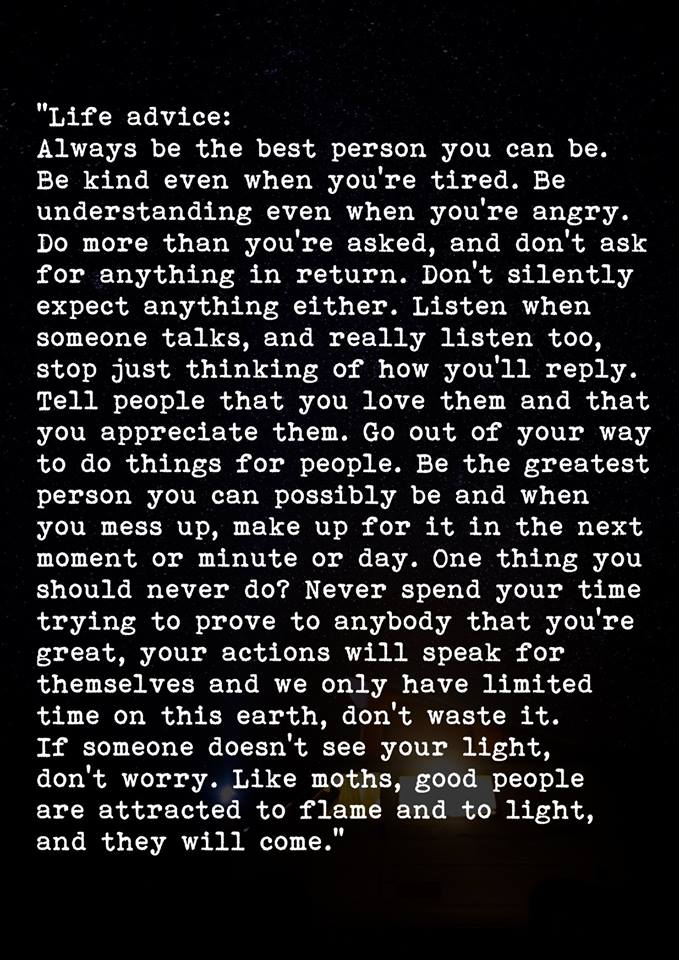 "Life advice:
Always be the best person you can be.
Be kind even when you're tired. Be
understanding even when you're angry.
Do more than you're asked, and don't ask
for anything in return. Don't silently
expect anything either. Listen when
someone talks, and really listen too,
stop just thinking of how you'll reply.
Tell people that you love them and that
you appreciate them. Go out of your way
to do things for people. Be the greatest
person you can possibly be and when
you mess up, make up for it in the next
moment or minute or day. One thing you
should never do? Never spend your time
trying to prove to anybody that you're
great, your actions will speak for
themselves and we only have limited
time on this earth, don't waste it.
If someone doesn't see your light,
don't worry. Like moths, good people
are attracted to flame and to light,
and they will come."